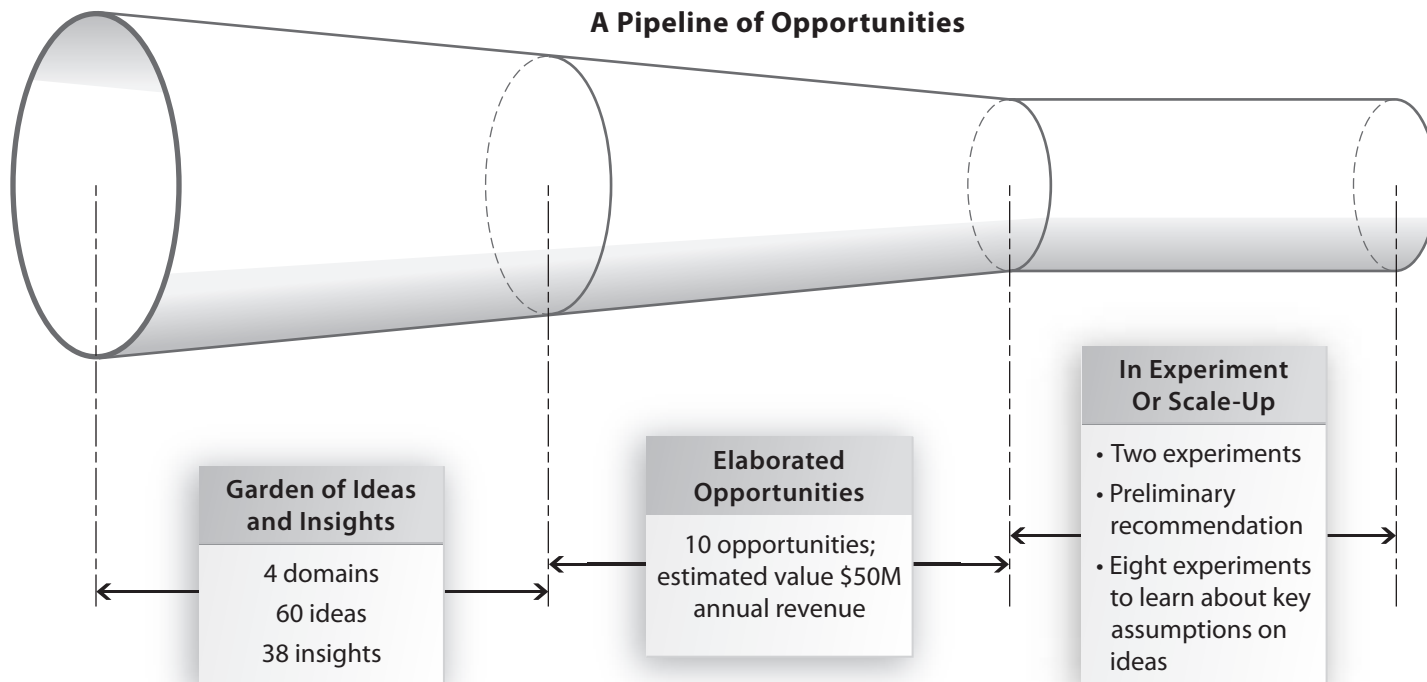 A Pipeline of Opportunities
Garden of Ideas
and Insights
4 domains
60 ideas
38 insights
Elaborated
Opportunities
10 opportunities;
estimated value $50M
annual revenue
In Experiment
Or Scale-Up
• Two experiments
• Preliminary
recommendation
• Eight experiments
to learn about key
assumptions on
ideas